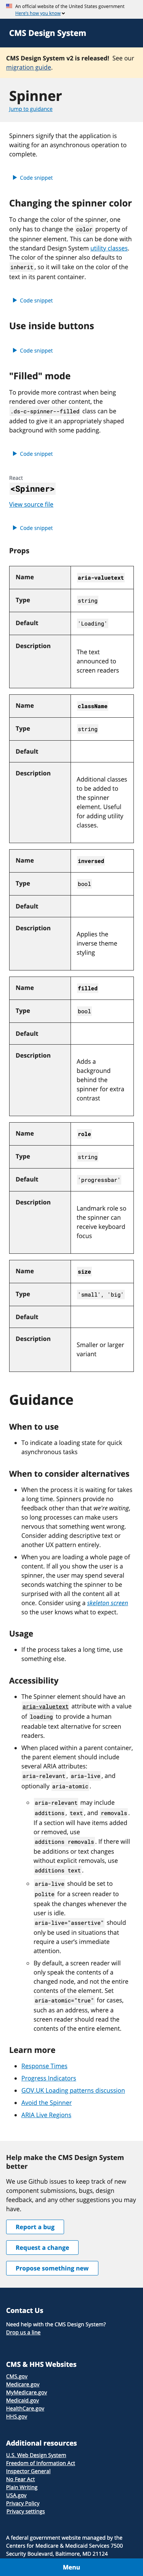 An official website of the United States government
Here's how you know
CMS Design System
CMS Design System v2 is released! See our
migration guide.
Spinner
Jump to guidance
Spinners signify that the application is
waiting for an asynchronous operation to
complete.
Code snippet
Changing the spinner color
To change the color of the spinner, you
only has to change the color property of
the spinner element. This can be done with
the standard Design System utility classes.
The color of the spinner also defaults to
inherit, so it will take on the color of the
text in its parent container.
Code snippet
Use inside buttons
Code snippet
"Filled" mode
To provide more contrast when being
rendered over other content, the
.ds-c-spinner--filled class can be
added to give it an appropriately shaped
background with some padding.
Code snippet
React
<Spinner>
View source file
Code snippet
Props
Name aria-valuetext
Type string
Default 'Loading'
Description
The text
announced to
screen readers
Name className
Type string
Default
Description
Additional classes
to be added to
the spinner
element. Useful
for adding utility
classes.
Name inversed
Type bool
Default
Description
Applies the
inverse theme
styling
Name filled
Type bool
Default
Description
Adds a
background
behind the
spinner for extra
contrast
Name role
Type string
Default 'progressbar'
Description
Landmark role so
the spinner can
receive keyboard
focus
Name size
Type 'small', 'big'
Default
Description
Smaller or larger
variant
Guidance
When to use
To indicate a loading state for quick
asynchronous tasks
When to consider alternatives
When the process it is waiting for takes
a long time. Spinners provide no
feedback other than we're waiting,
so long spinners could make users
nervous that something went wrong.
Consider adding descriptive text or
another UX pattern entirely.
When you are loading a whole page of
content. If all you show the user is a
spinner, they may spend several
seconds watching the spinner to be
surprised with all the content all at
once. Consider using a skeleton screen
so the user knows what to expect.
Usage
If the process takes a long time, use
something else.
Accessibility
The Spinner element should have an
aria-valuetext attribute with a value
of loading to provide a human
readable alternative for screen
readers.
When placed within a parent container,
the element should include
several ARIA attributes:
aria-relevant, aria-live, and
optionally aria-atomic.
aria-relevant may include
additions, text, and removals.
If a section will have items added
or removed, use
additions removals. If there will
be additions or text changes
without explicit removals, use
additions text.
aria-live should be set to
polite for a screen reader to
speak the changes whenever the
user is idle.
aria-live="assertive" should
only be used in situations that
require a user's immediate
attention.
By default, a screen reader will
only speak the contents of a
changed node, and not the entire
contents of the element. Set
aria-atomic="true" for cases,
such as an address, where a
screen reader should read the
contents of the entire element.
Learn more
Response Times
Progress Indicators
GOV.UK Loading patterns discussion
Avoid the Spinner
ARIA Live Regions
Help make the CMS Design System
better
We use Github issues to keep track of new
component submissions, bugs, design
feedback, and any other suggestions you may
have.
Report a bug
Request a change
Propose something new
Contact Us
Need help with the CMS Design System?
Drop us a line
CMS & HHS Websites
CMS.gov
Medicare.gov
MyMedicare.gov
Medicaid.gov
HealthCare.gov
HHS.gov
Additional resources
U.S. Web Design System
Freedom of Information Act
Inspector General
No Fear Act
Plain Writing
USA.gov
Privacy Policy
Privacy settings
A federal government website managed by the
Centers for Medicare & Medicaid Services 7500
Security Boulevard, Baltimore, MD 21124
Menu